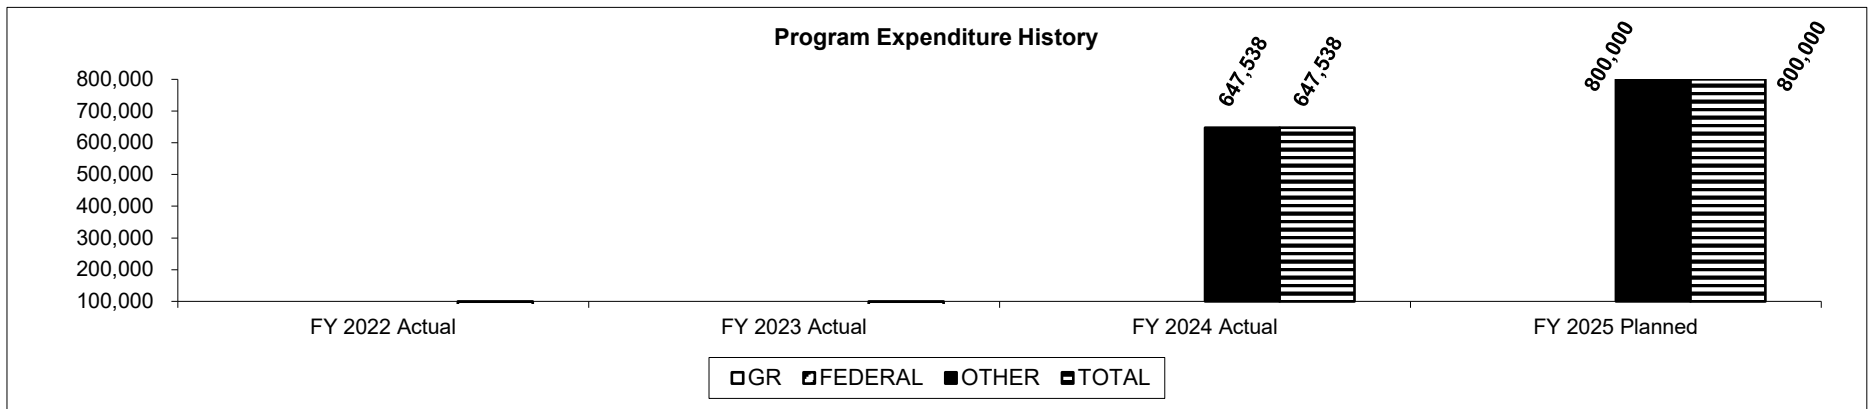 Program Expenditure History
647,538
647,538
800,000
800,000
800,000
700,000
600,000
500,000
400,000
300,000
200,000
100,000
FY 2022 Actual
FY 2023 Actual
FY 2024 Actual
FY 2025 Planned
GR FEDERAL OTHER TOTAL